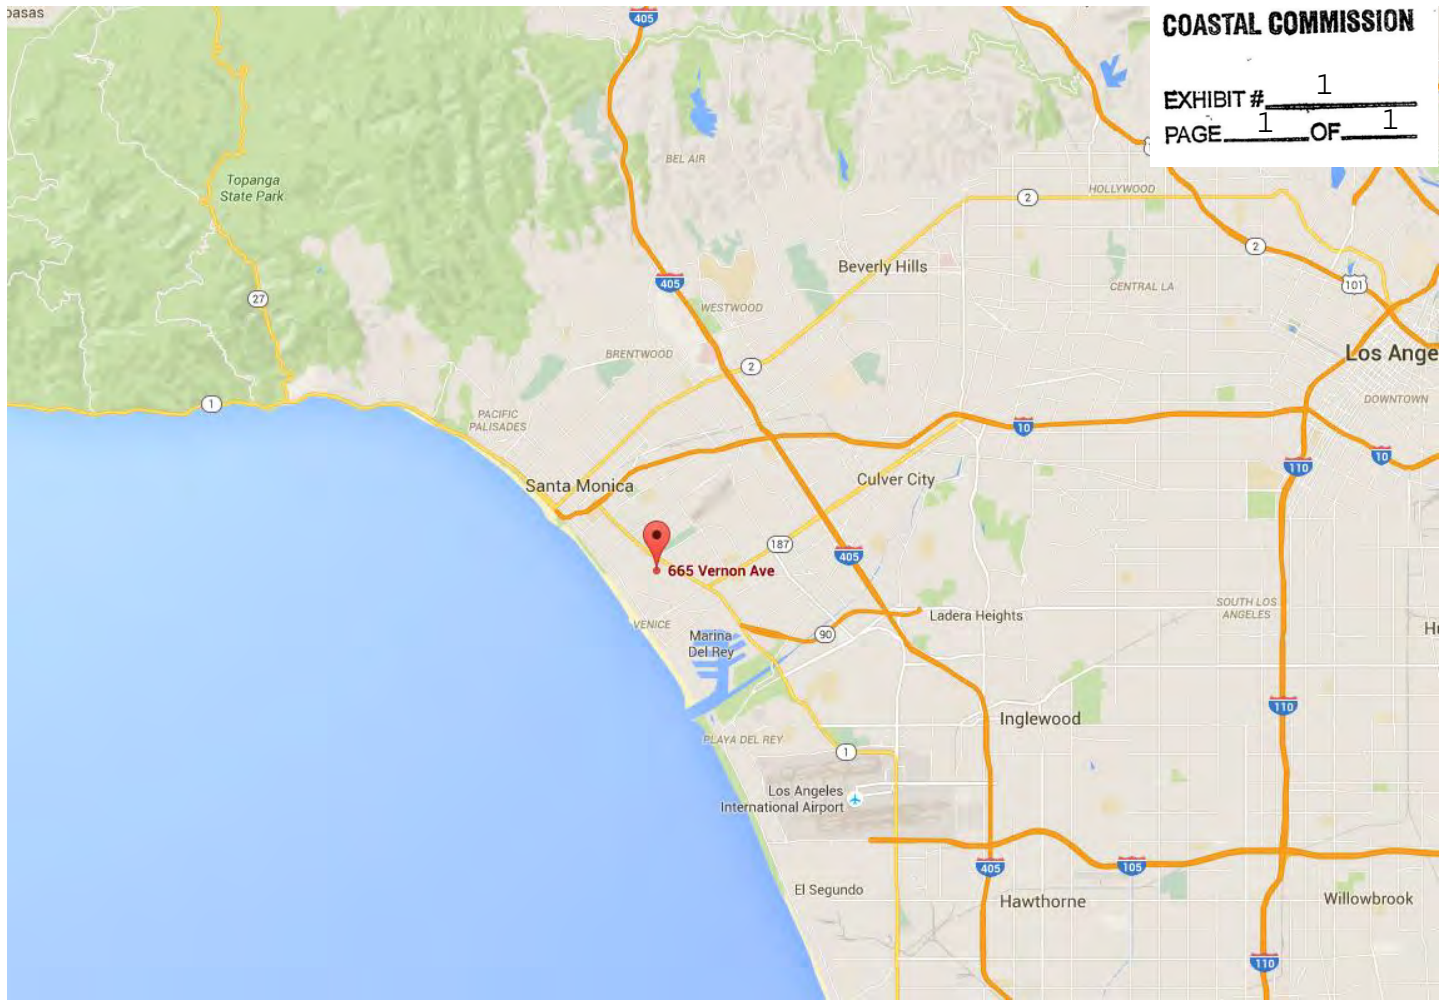 COASTAL COMMISSION
EXHIBIT # 1
PAGE 1 OF 1
405
BEL AIR
HOLLYWOOD
2
Topanga
State Park
2
Beverly Hills
405
101
CENTRAL LA
27
WESTWOOD
BRENTWOOD
Los Ange
2
DOWNTOWN
1
PACIFIC
PALISADES
10
10
110
Santa Monica
Culver City
187
405
665 Vernon Ave
SOUTH LOS
ANGELES
Ladera Heights
VENICE
Marina
Del Rey
90
110
Inglewood
PLAYA DEL REY
1
Los Angeles
International Airport
405
105
El Segundo
Hawthorne
Willowbrook
110